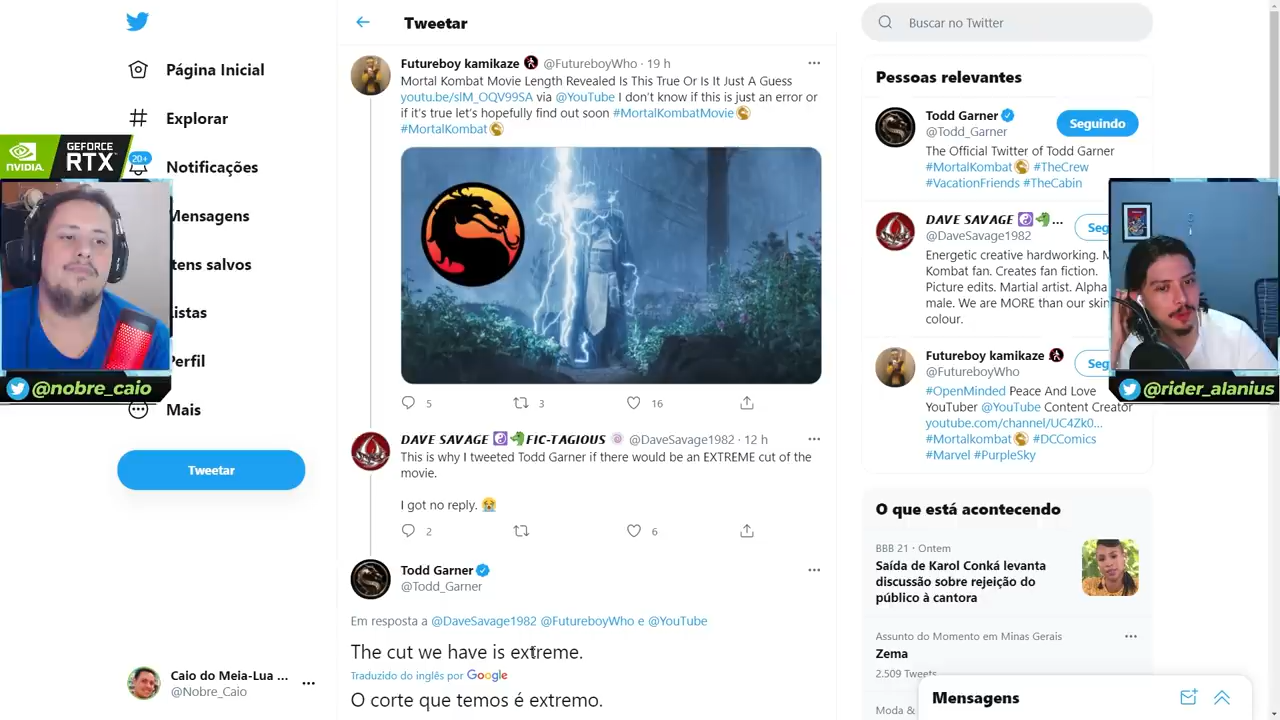 Tweetar
Buscar no Twitter
Página Inicial
Explorar
20+
Notificações
Mensagens
Itens salvos
Listas
Perfil
Mais
Tweetar
Caio do Meia-Lua ...
@Nobre_Caio
NVIDIA
GEFORCE
RTX
@nobre_caio
Futureboy kamikaze @FutureboyWho · 19 h
Mortal Kombat Movie Length Revealed Is This True Or Is It Just A Guess
youtu.be/slM_OQV99SA via @YouTube I don't know if this is just an error or
if it's true let's hopefully find out soon #MortalKombatMovie
#MortalKombat
5 3 16
DAVE SAVAGE FIC-TAGIOUS @DaveSavage1982 · 12 h
This is why I tweeted Todd Garner if there would be an EXTREME cut of the
movie.
I got no reply.
2 6
Todd Garner
@Todd_Garner
Em resposta a @DaveSavage1982 @FutureboyWho e @YouTube
The cut we have is extreme.
Traduzido do inglês por Google
O corte que temos é extremo.
Pessoas relevantes
Todd Garner
@Todd_Garner
Seguindo
The Official Twitter of Todd Garner
#MortalKombat #TheCrew
#VacationFriends #TheCabin
DAVE SAVAGE ...
@DaveSavage1982
Seg
Energetic creative hardworking. M
Kombat fan. Creates fan fiction.
Picture edits. Martial artist. Alpha
male. We are MORE than our skin
colour.
Futureboy kamikaze
@FutureboyWho
Seg
#OpenMinded Peace And Love
YouTuber @YouTube Content Creator
youtube.com/channel/UC4Zk0...
#Mortalkombat #DCComics
#Marvel #PurpleSky
@rider_alanius
O que está acontecendo
BBB 21 · Ontem
Saída de Karol Conká levanta
discussão sobre rejeição do
público à cantora
Assunto do Momento em Minas Gerais
Zema
2.509 Tweets
Moda &
Mensagens